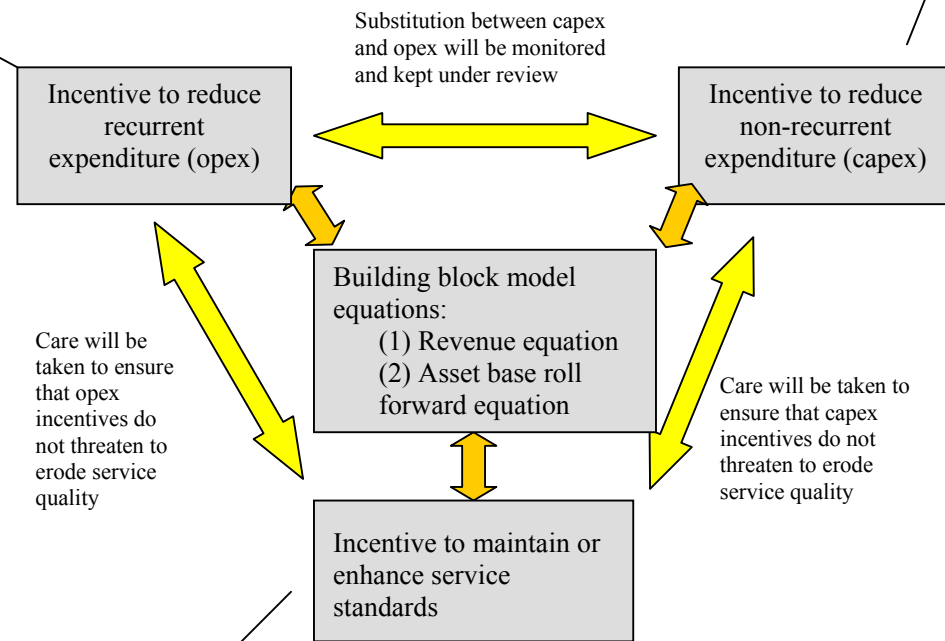 Substitution between capex
and opex will be monitored
and kept under review
Incentive to reduce
recurrent
expenditure (opex)
Incentive to reduce
non-recurrent
expenditure (capex)
Building block model
equations:
(1) Revenue equation
(2) Asset base roll
forward equation
Care will be
taken to ensure
that opex
incentives do
not threaten to
erode service
quality
Care will be taken to
ensure that capex
incentives do not
threaten to erode
service quality
Incentive to maintain or
enhance service
standards